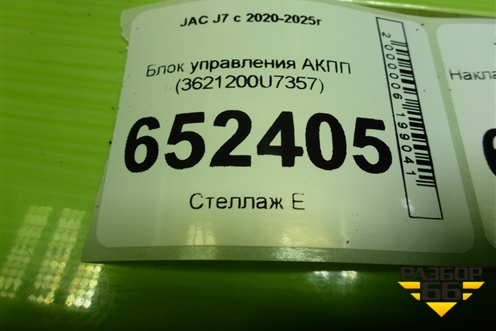 JAC J7 с 2020-2025г
Блок управления АКПП
(3621200U7357)
652405
Стеллаж Е
2000006199041
Накла
РАЗБОР
66